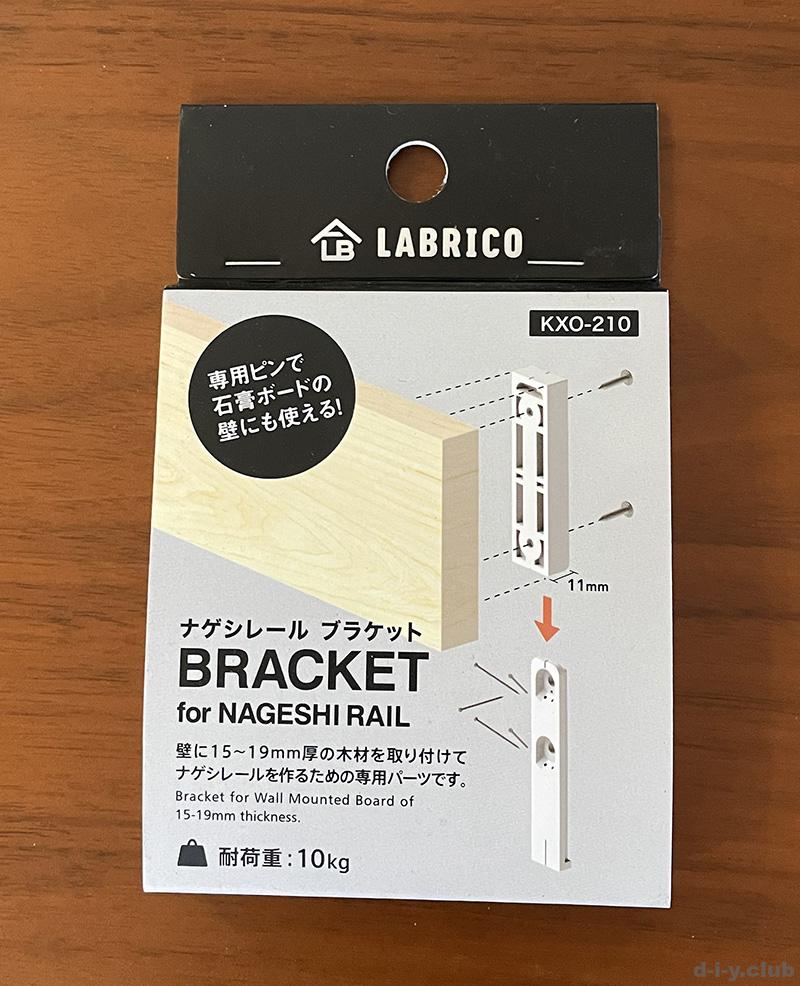 LB LABRICO
KXO-210
専用ピンで
石膏ボードの
壁にも使える!
11mm
ナゲシレール ブラケット
BRACKET
for NAGESHI RAIL
壁に15~19mm厚の木材を取り付けて
ナゲシレールを作るための専用パーツです。
Bracket for Wall Mounted Board of
15-19mm thickness.
耐荷重:10kg
d-i-y.club